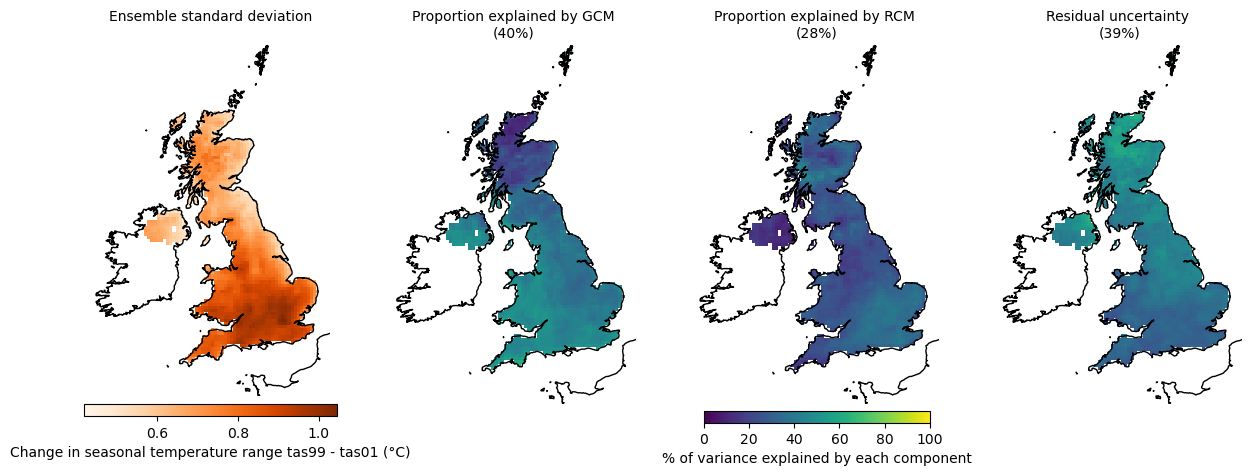 Ensemble standard deviation
Proportion explained by GCM
(40%)
Proportion explained by RCM
(28%)
Residual uncertainty
(39%)
0.6 0.8 1.0
Change in seasonal temperature range tas99 - tas01 (°C)
0 20 40 60 80 100
% of variance explained by each component